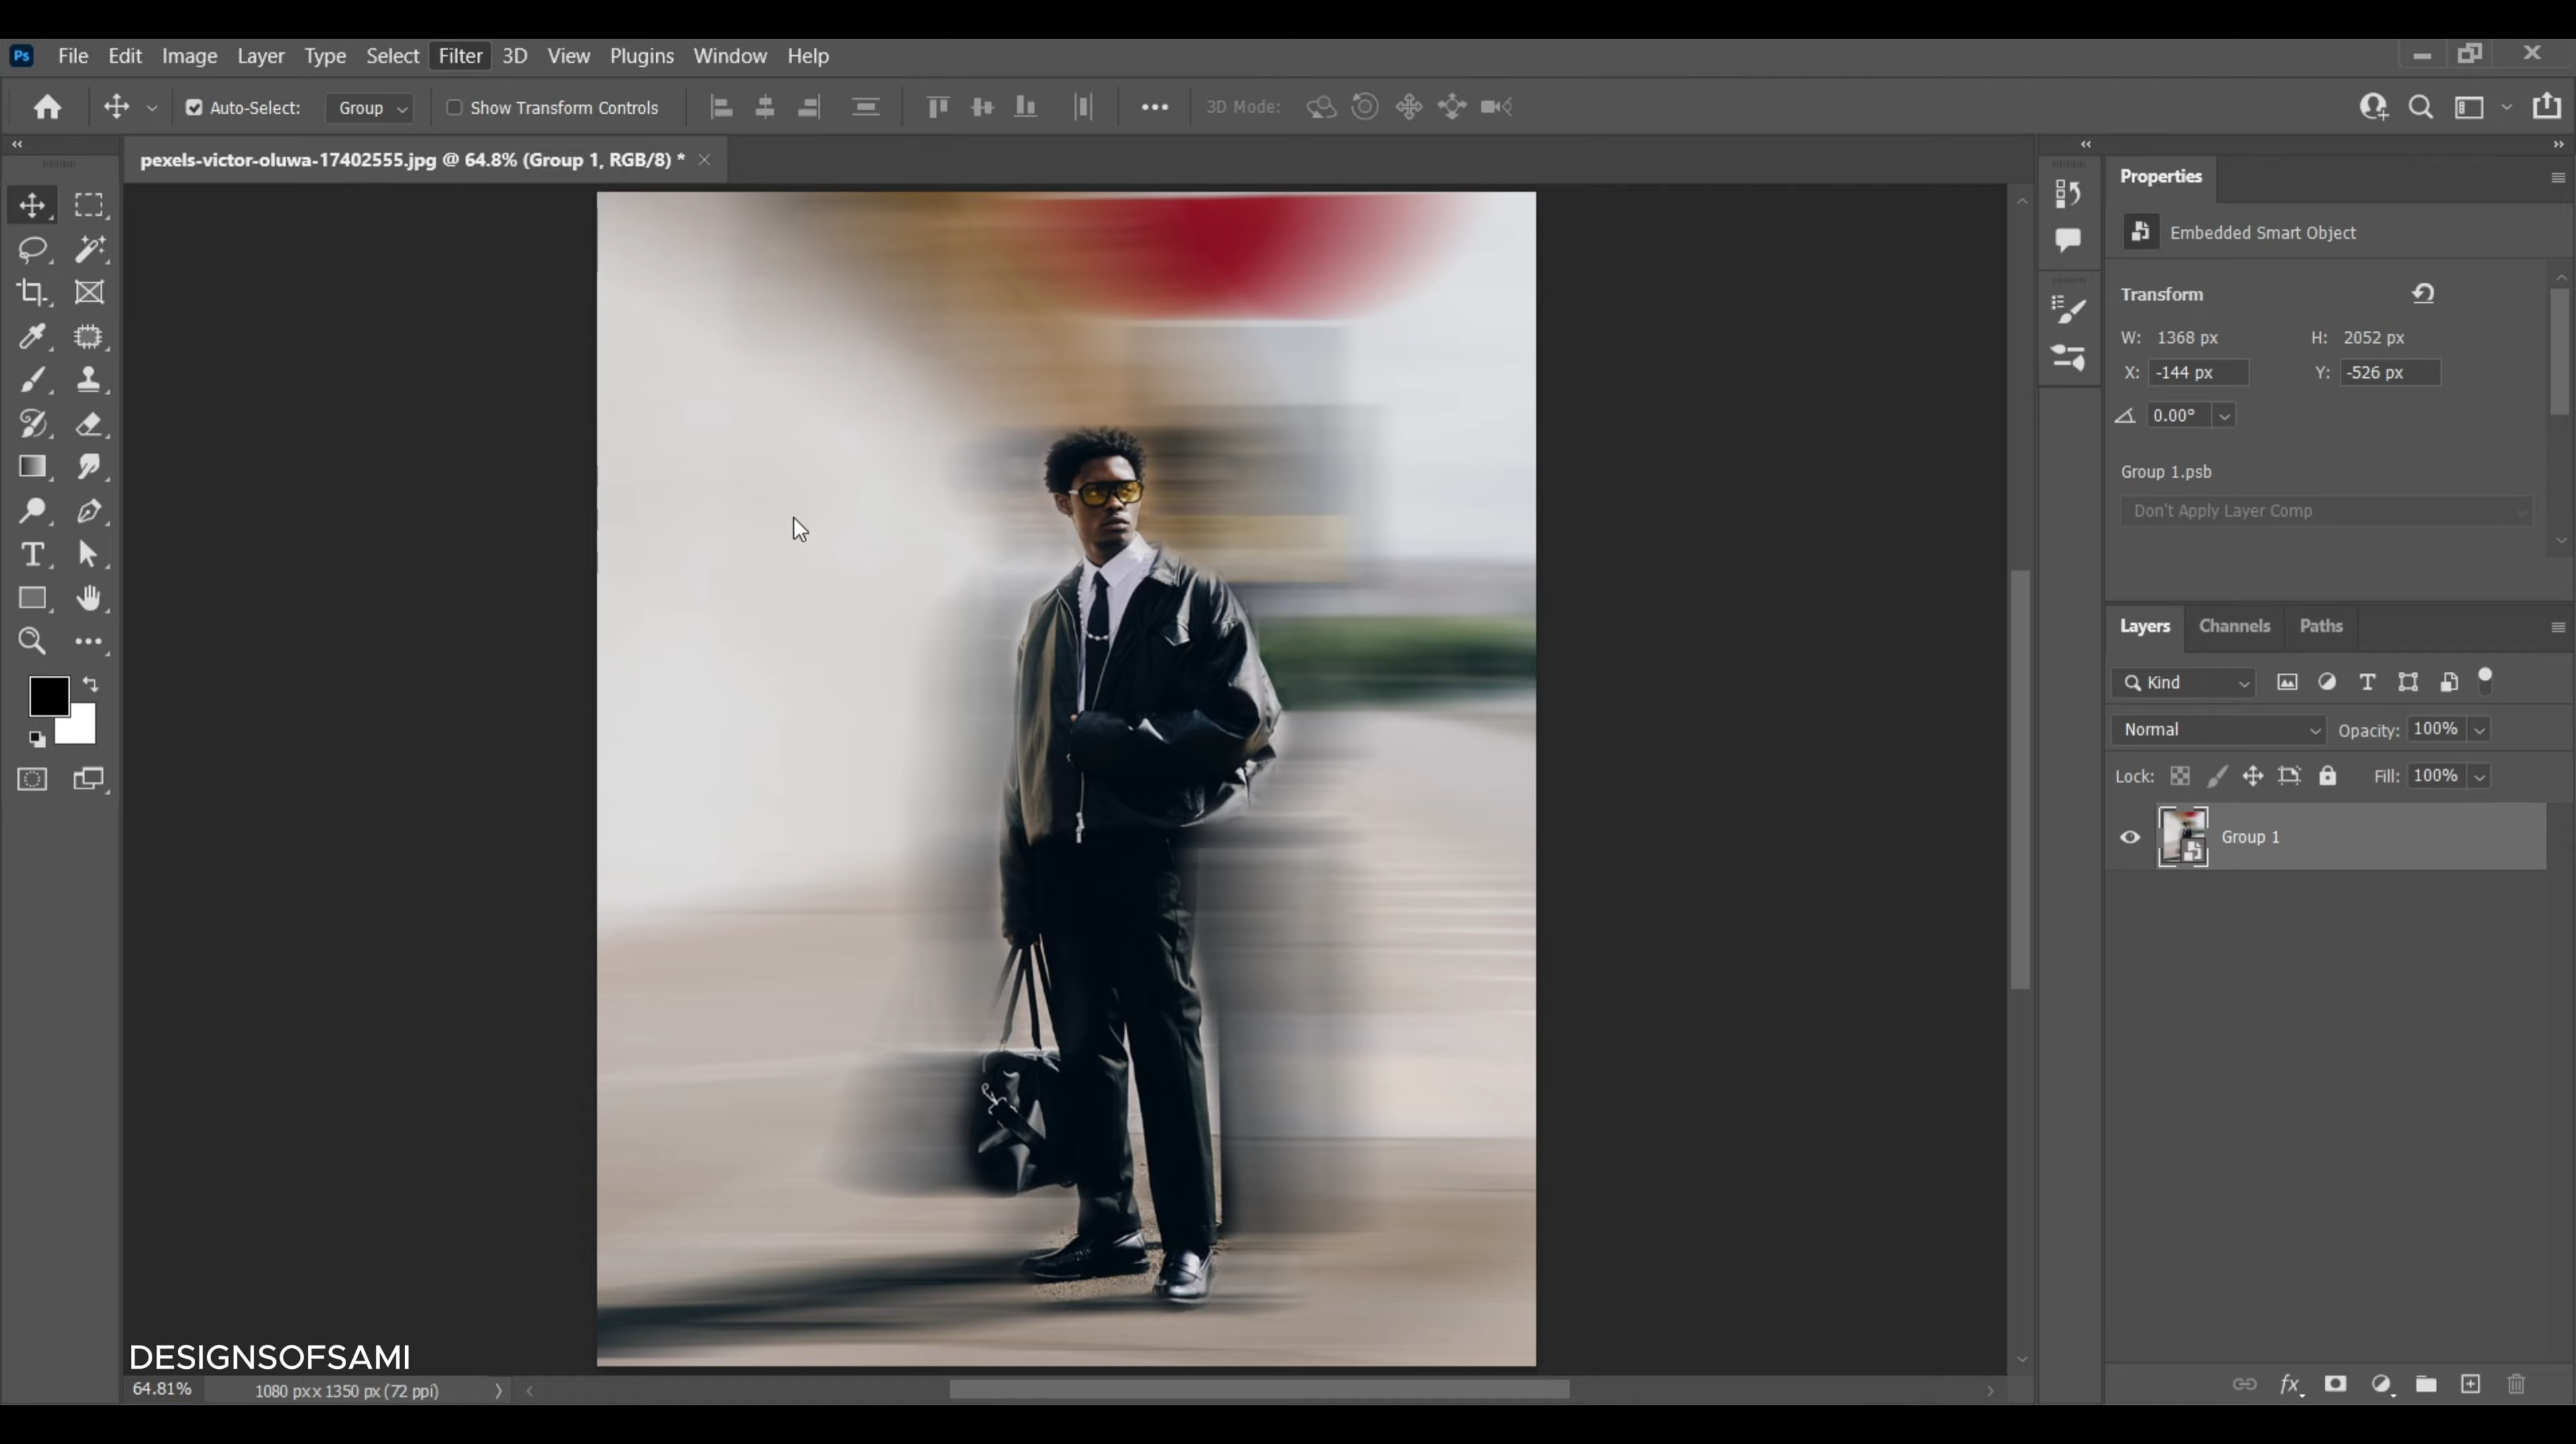 Ps File Edit Image Layer Type Select Filter 3D View Plugins Window Help
Auto-Select: Group Show Transform Controls 3D Mode:
pexels-victor-oluwa-17402555.jpg @ 64.8% (Group 1, RGB/8) *
Properties
Embedded Smart Object
Transform
W: 1368 px H: 2052 px
X: -144 px Y: -526 px
0.00°
Group 1.psb
Don't Apply Layer Comp
Layers Channels Paths
Kind
Normal Opacity: 100%
Lock: Fill: 100%
Group 1
DESIGNSOFSAMI
64.81% 1080 px x 1350 px (72 ppi)
fx